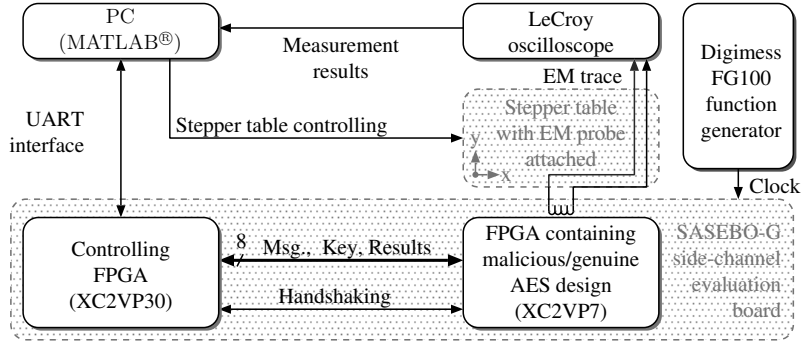 PC
(MATLAB®)
LeCroy
oscilloscope
Measurement
results
Digimess
FG100
function
generator
EM trace
UART
interface
Stepper table controlling
Stepper table
with EM probe
attached
y
x
Clock
Controlling
FPGA
(XC2VP30)
8
Msg., Key, Results
Handshaking
FPGA containing
malicious/genuine
AES design
(XC2VP7)
SASEBO-G
side-channel
evaluation
board